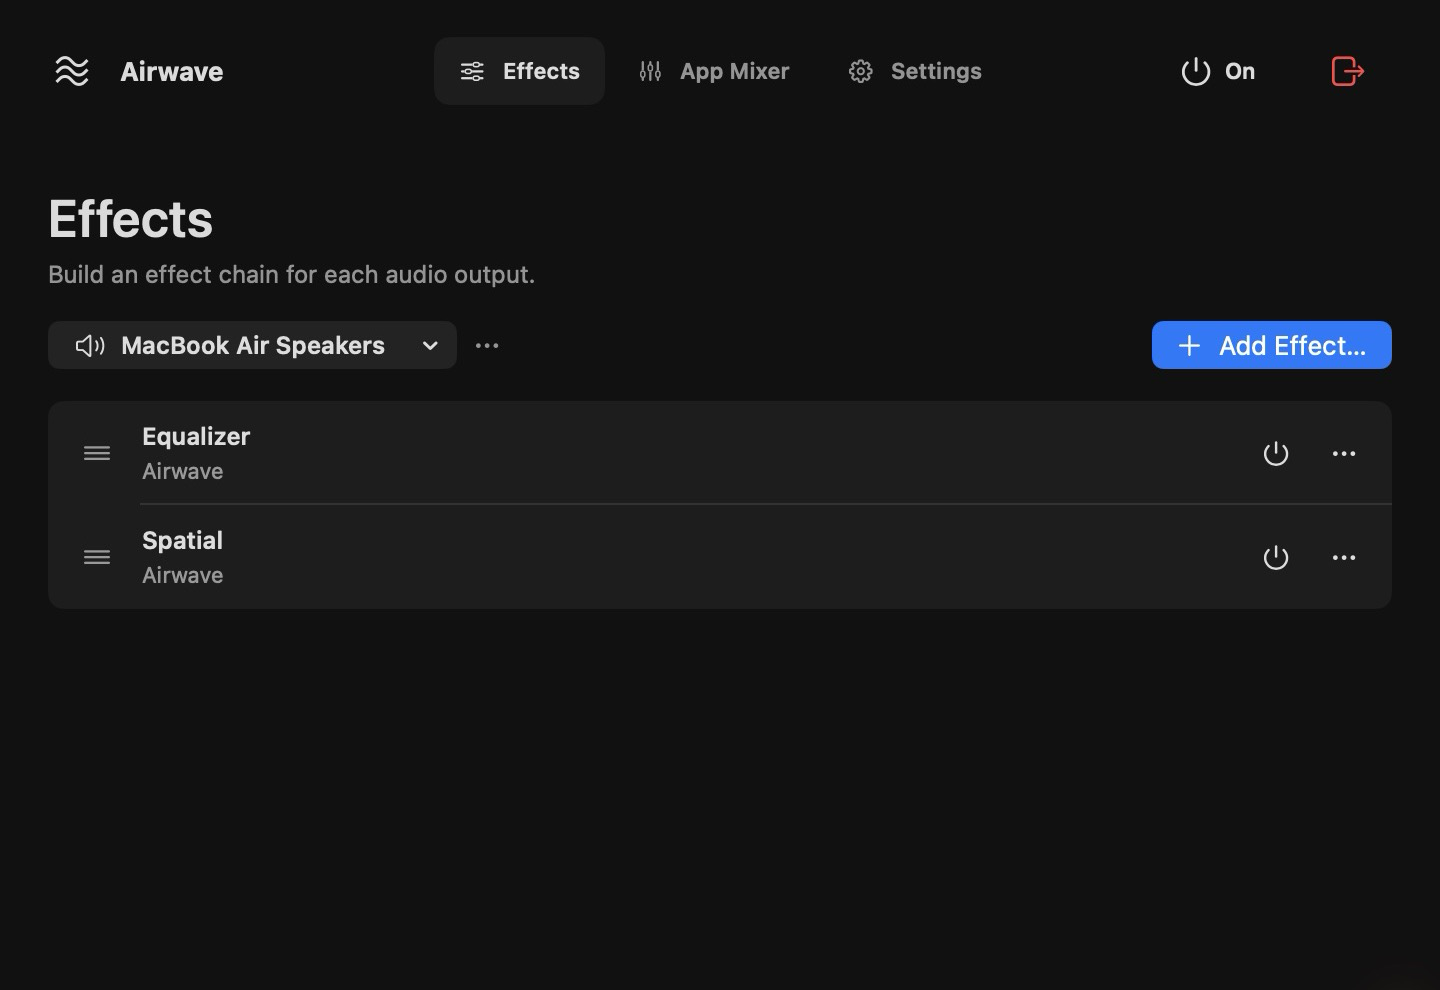 Airwave
Effects
App Mixer
Settings
On
Effects
Build an effect chain for each audio output.
MacBook Air Speakers
Add Effect...
Equalizer
Airwave
Spatial
Airwave